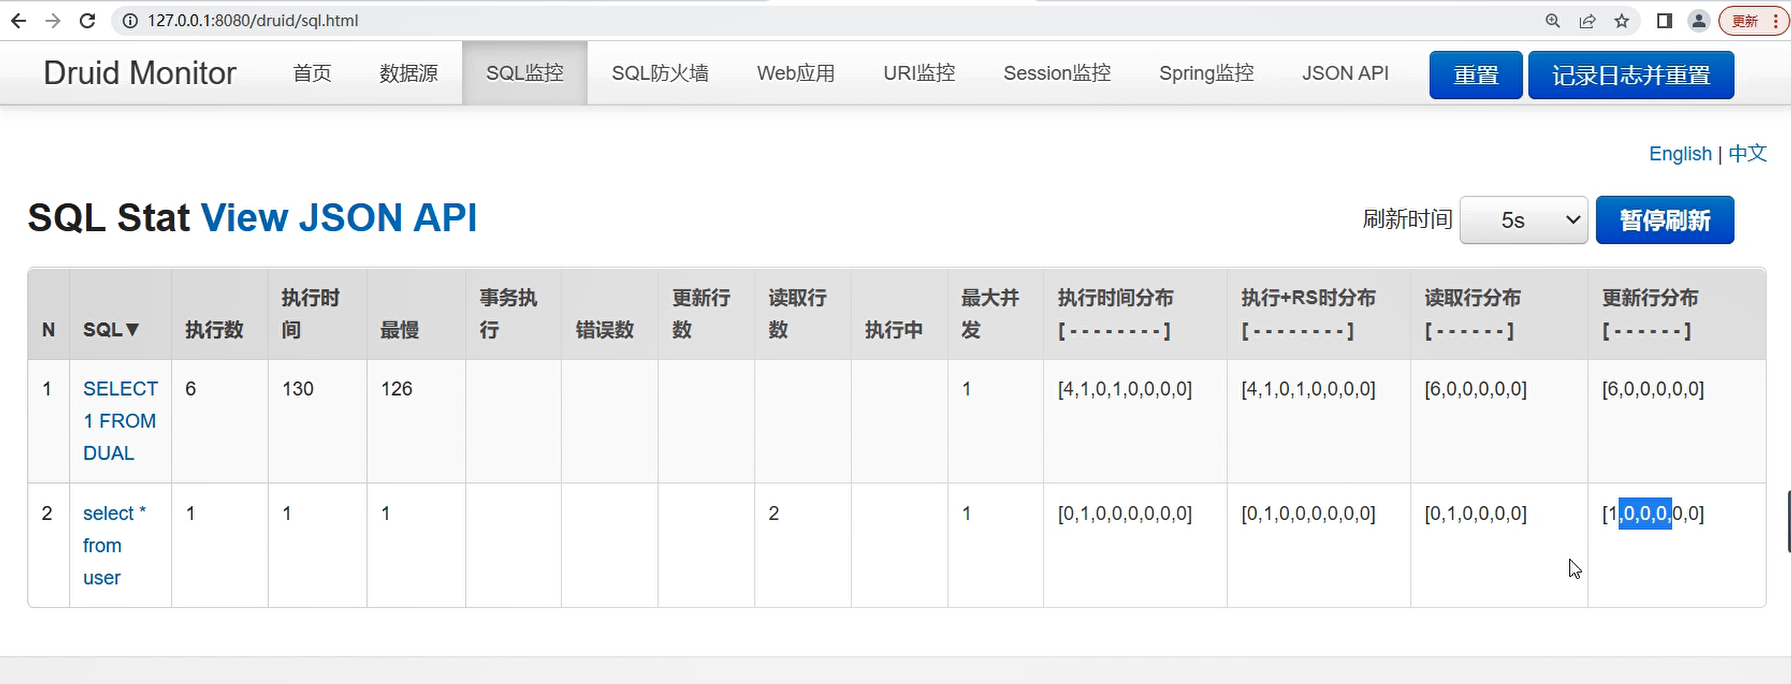 127.0.0.1:8080/druid/sql.html
更新
Druid Monitor 首页 数据源 SQL监控 SQL防火墙 Web应用 URI监控 Session监控 Spring监控 JSON API 重置 记录日志并重置
English | 中文
SQL Stat View JSON API
刷新时间 5s 暂停刷新
N SQL▼ 执行数 执行时间 最慢 事务执行 错误数 更新行数 读取行数 执行中 最大并发 执行时间分布 [ - - - - - - - - ] 执行+RS时分布 [ - - - - - - - - ] 读取行分布 [ - - - - - - ] 更新行分布 [ - - - - - - ]
1 SELECT 1 FROM DUAL 6 130 126 1 [4,1,0,1,0,0,0,0] [4,1,0,1,0,0,0,0] [6,0,0,0,0,0] [6,0,0,0,0,0]
2 select * from user 1 1 1 2 1 [0,1,0,0,0,0,0,0] [0,1,0,0,0,0,0,0] [0,1,0,0,0,0] [1,0,0,0,0,0]